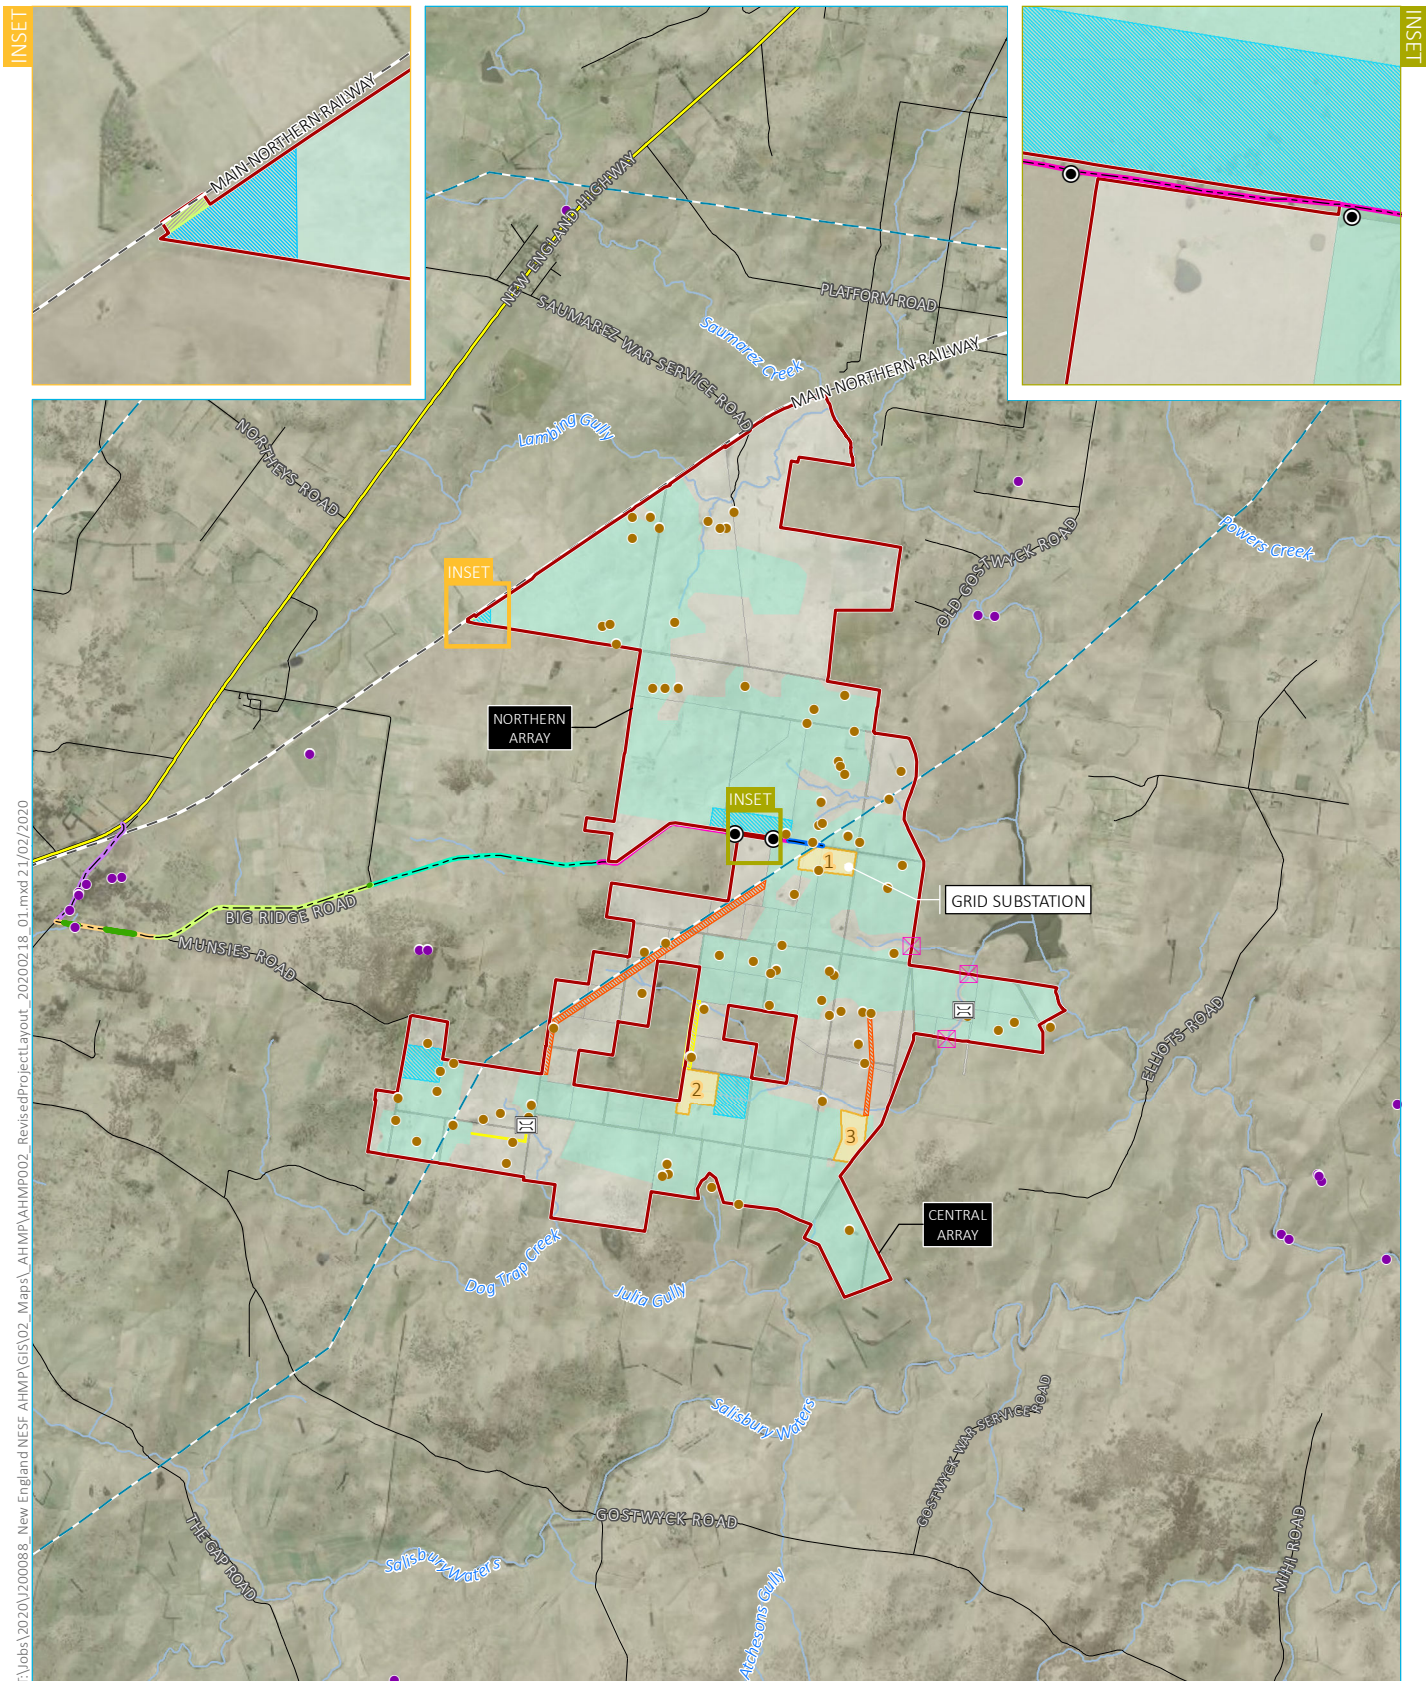 INSET
MAIN NORTHERN RAILWAY
INSET
NEW ENGLAND HIGHWAY
PLATFORM ROAD
SAUMAREZ WAR SERVICE ROAD
Saumarez Creek
MAIN NORTHERN RAILWAY
Lambing Gully
NORTHEYS ROAD
Powers Creek
OLD GOSTWYCK ROAD
INSET
NORTHERN
ARRAY
INSET
1
GRID SUBSTATION
BIG RIDGE ROAD
MUNSIES ROAD
ELLIOTS ROAD
2
3
CENTRAL
ARRAY
Dog Trap Creek
Julia Gully
Salisbury Waters
GOSTWYCK WAR SERVICE ROAD
GOSTWYCK ROAD
THE GAP ROAD
Salisbury Waters
MIHI ROAD
Atchesons Gully
T:\Jobs\2020\J200088_New England NESF AHMP\GIS\02_Maps\_AHMP\AHMP002_RevisedProjectLayout_20200218_01.mxd 21/02/2020